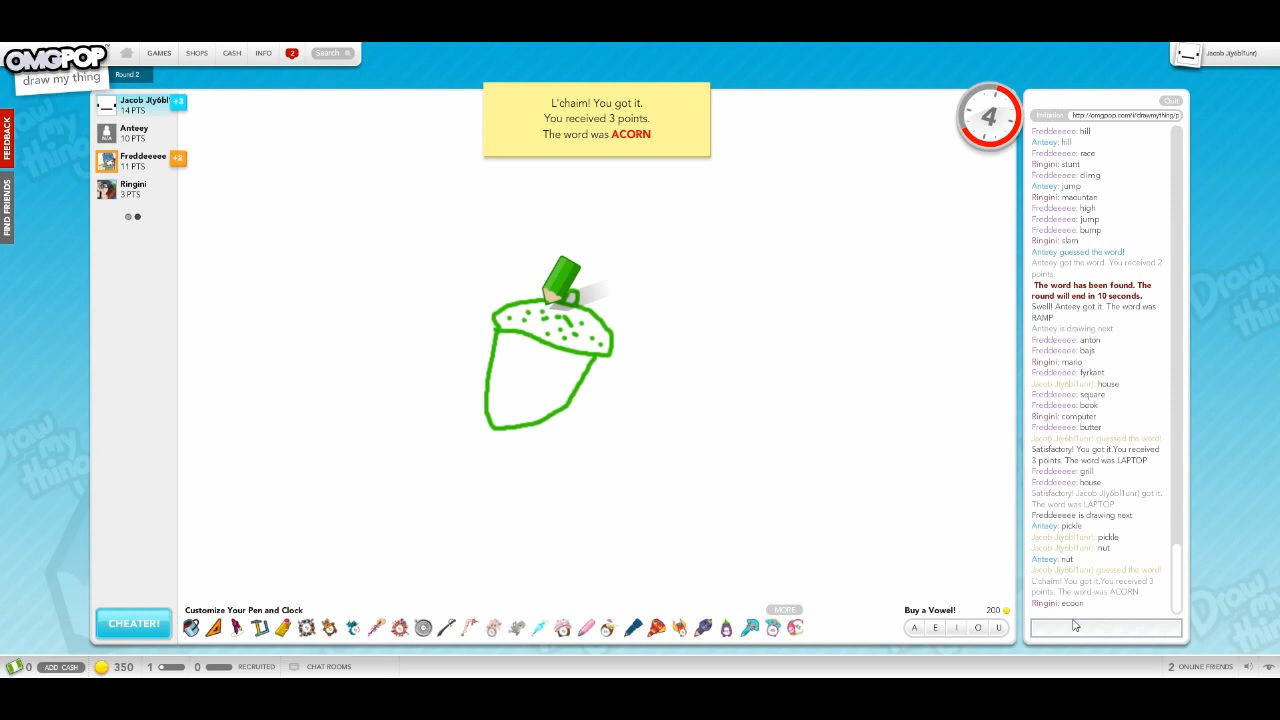 OMGPOP
draw my thing
GAMES
SHOPS
CASH
INFO
2
Search
Jacob J(y6bl1unr)
Round 2
FEEDBACK
FIND FRIENDS
Jacob J(y6bl
+3
14 PTS
Anteey
10 PTS
Freddeeeee
+2
11 PTS
Ringini
3 PTS
L'chaim! You got it.
You received 3 points.
The word was ACORN
4
Quit
Invitation
http://omgpop.com/i/drawmything/p
Freddeeeee: hill
Anteey: hill
Freddeeeee: race
Ringini: stunt
Freddeeeee: climg
Anteey: jump
Ringini: maountan
Freddeeeee: high
Freddeeeee: jump
Freddeeeee: bump
Ringini: slam
Anteey guessed the word!
Anteey got the word. You received 2
points.
The word has been found. The
round will end in 10 seconds.
Swell! Anteey got it. The word was
RAMP
Anteey is drawing next
Freddeeeee: anton
Freddeeeee: bajs
Ringini: mario
Freddeeeee: fyrkant
Jacob J(y6bl1unr): house
Freddeeeee: square
Freddeeeee: book
Ringini: computer
Freddeeeee: butter
Jacob J(y6bl1unr) guessed the word!
Satisfactory! You got it.You received
3 points. The word was LAPTOP
Freddeeeee: grill
Freddeeeee: house
Satisfactory! Jacob J(y6bl1unr) got it.
The word was LAPTOP
Freddeeeee is drawing next
Anteey: pickle
Jacob J(y6bl1unr): pickle
Jacob J(y6bl1unr): nut
Anteey: nut
Jacob J(y6bl1unr) guessed the word!
L'chaim! You got it.You received 3
points. The word was ACORN
Ringini: ecoon
CHEATER!
Customize Your Pen and Clock
MORE
Buy a Vowel!
200
A E I O U
0
ADD CASH
350
1
0
RECRUITED
CHAT ROOMS
2 ONLINE FRIENDS